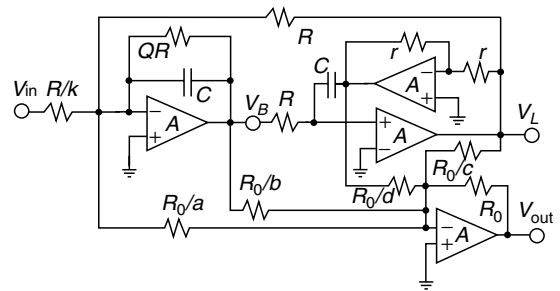 R
QR
r
r
C
V_in
R/k
C
V_B
R
A
−
+
A
−
+
+
−
A
V_L
R_0/c
R_0/b
R_0/d
R_0
R_0/a
−
+
A
V_out